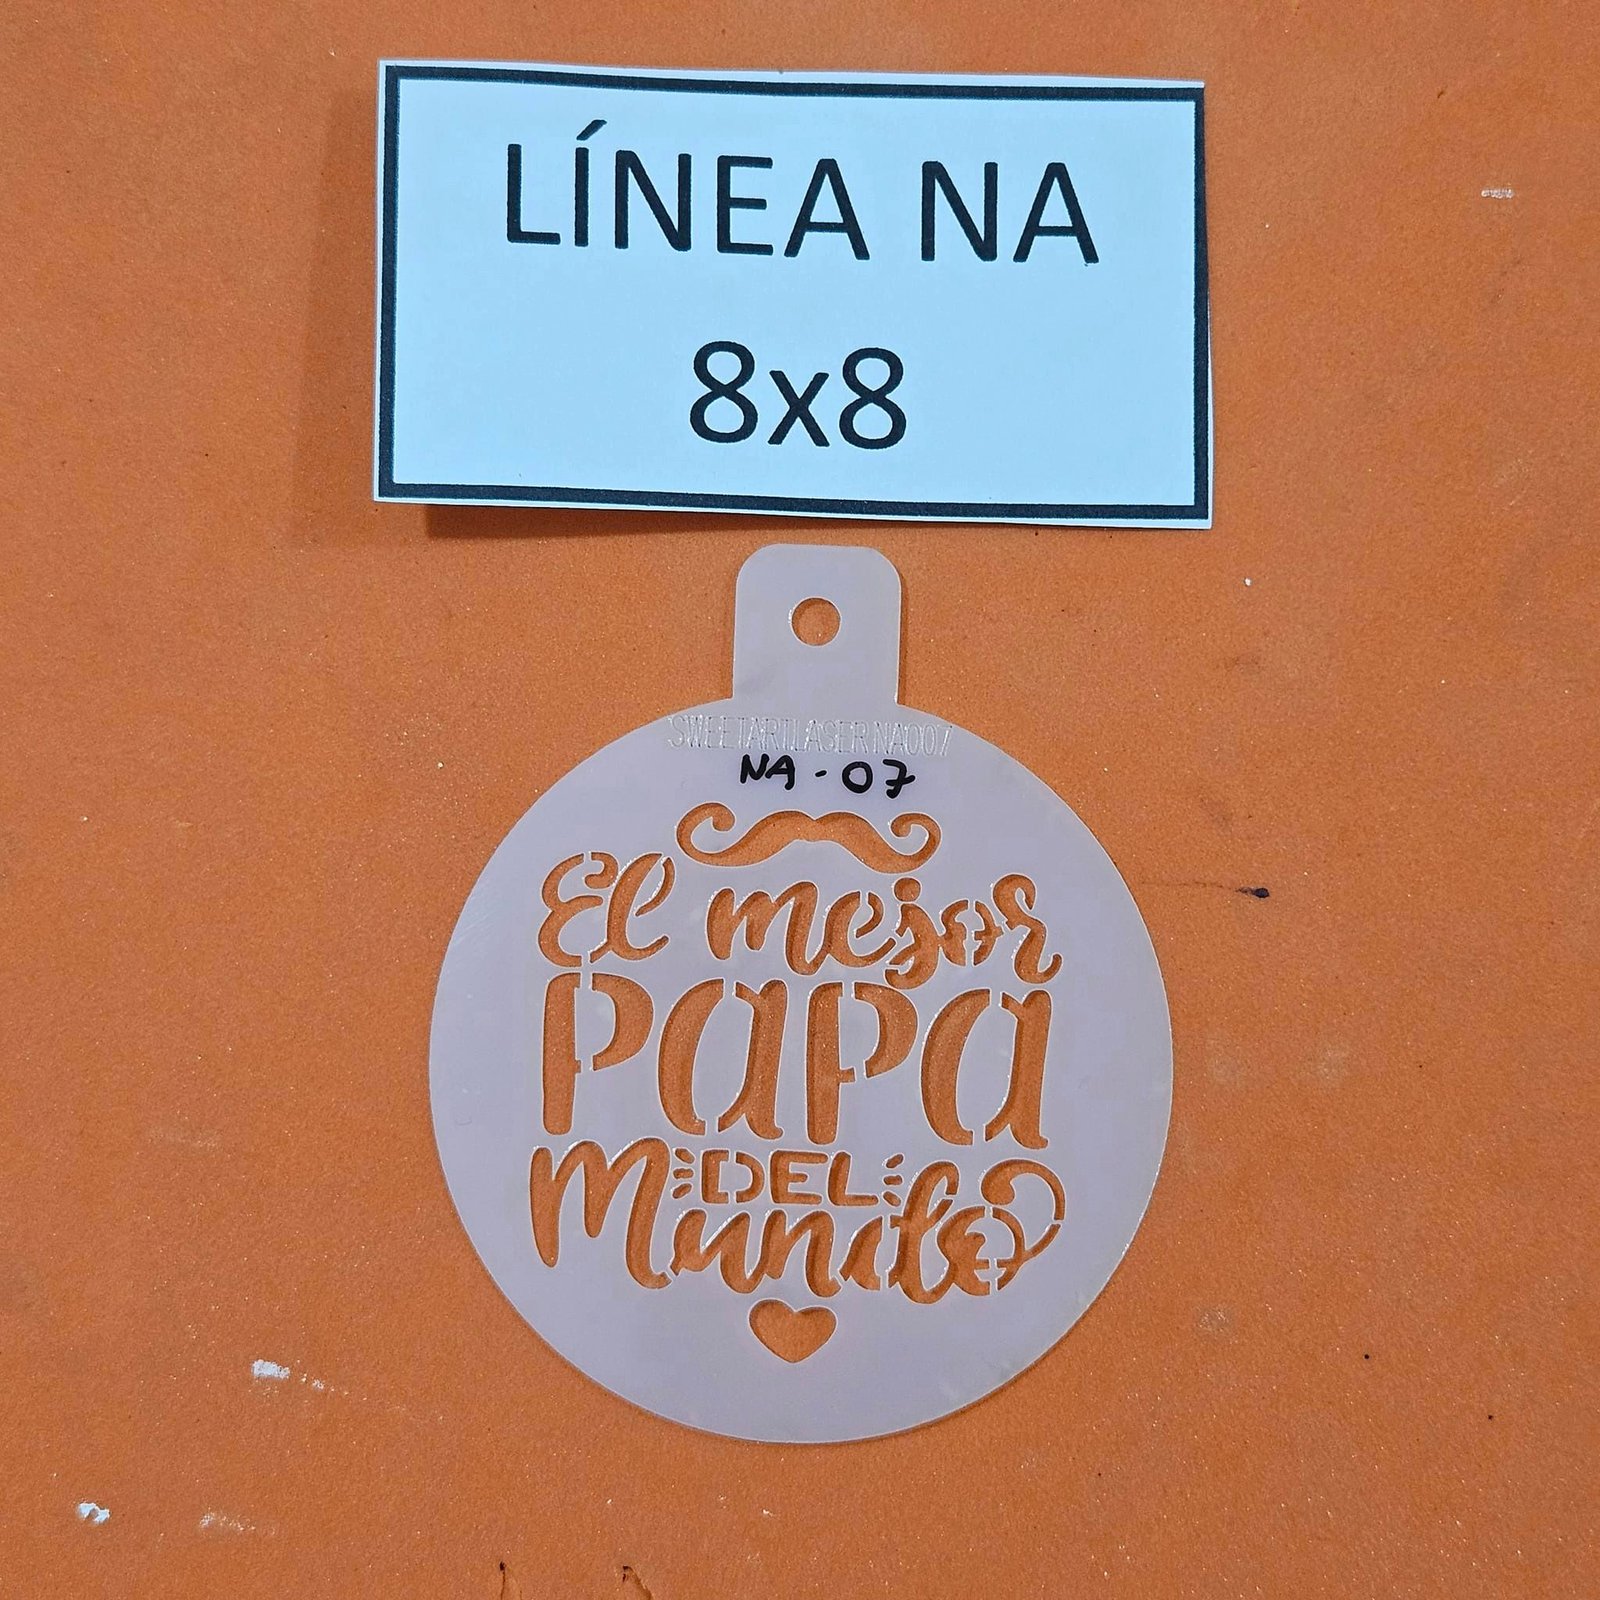 LÍNEA NA
8x8
SWEETARTLASER NA007
NA - 07
El mejor
PAPA
DEL
Mundo